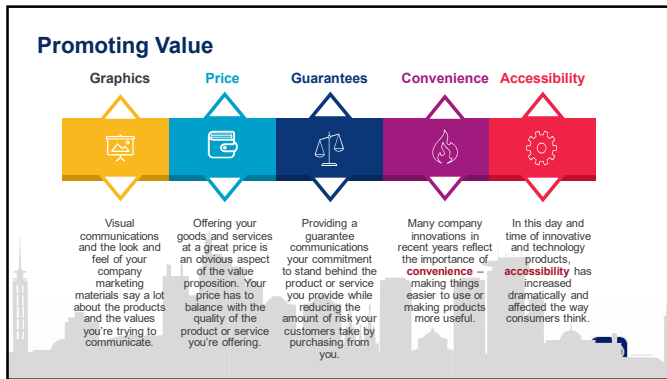 Promoting Value
Graphics
Price
Guarantees
Convenience
Accessibility
Visual
communications
and the look and
feel of your
company
marketing
materials say a lot
about the products
and the values
you're trying to
communicate.
Offering your
goods and services
at a great price is
an obvious aspect
of the value
proposition. Your
price has to
balance with the
quality of the
product or service
you're offering.
Providing a
guarantee
communications
your commitment
to stand behind the
product or service
you provide while
reducing the
amount of risk your
customers take by
purchasing from
you.
Many company
innovations in
recent years reflect
the importance of
convenience –
making things
easier to use or
making products
more useful.
In this day and
time of innovative
and technology
products,
accessibility has
increased
dramatically and
affected the way
consumers think.